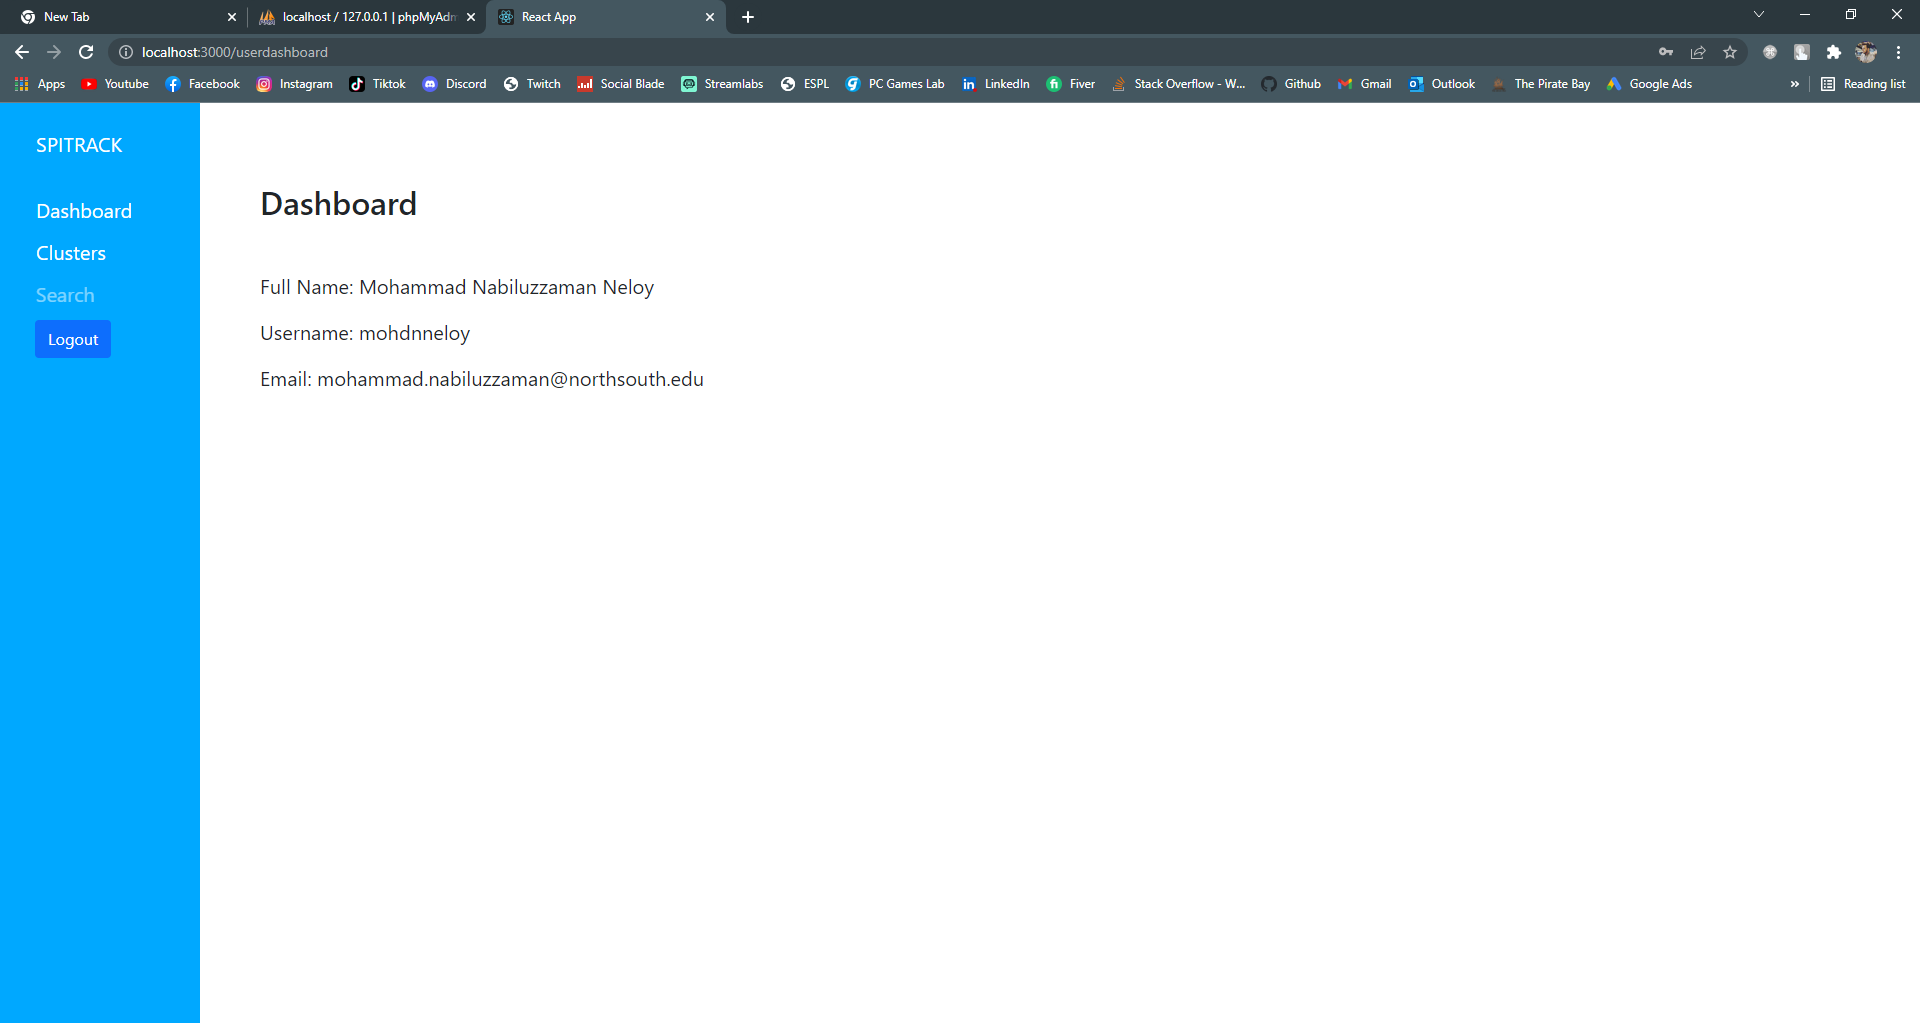 New Tab
localhost / 127.0.0.1 | phpMyAdm
React App
localhost:3000/userdashboard
Apps
Youtube
Facebook
Instagram
Tiktok
Discord
Twitch
Social Blade
Streamlabs
ESPL
PC Games Lab
LinkedIn
Fiver
Stack Overflow - W...
Github
Gmail
Outlook
The Pirate Bay
Google Ads
»
Reading list
SPITRACK
Dashboard
Clusters
Search
Logout
Dashboard
Full Name: Mohammad Nabiluzzaman Neloy
Username: mohdnneloy
Email: mohammad.nabiluzzaman@northsouth.edu